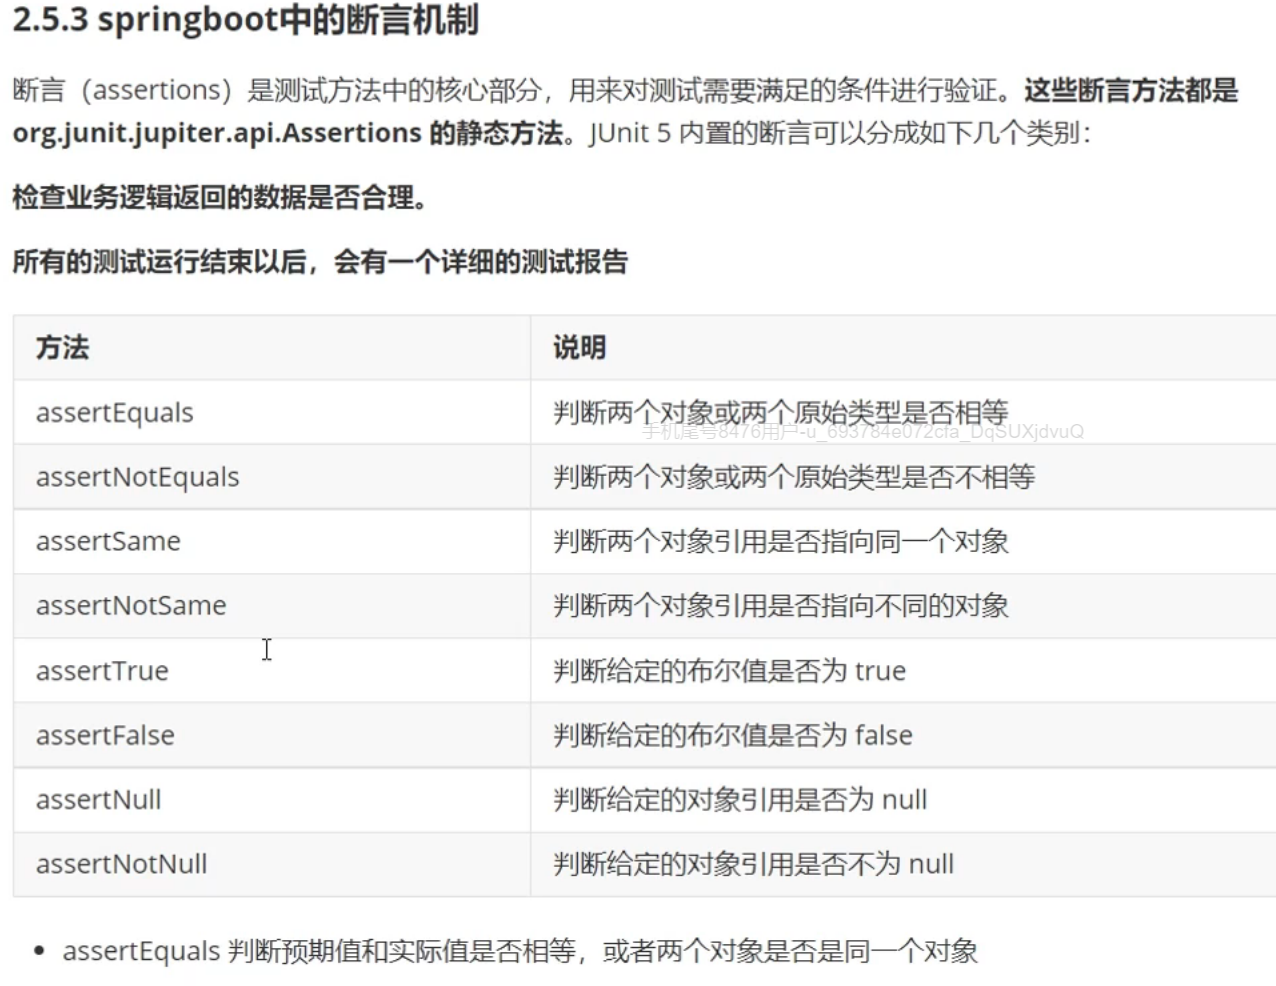 2.5.3 springboot中的断言机制
断言（assertions）是测试方法中的核心部分，用来对测试需要满足的条件进行验证。这些断言方法都是
org.junit.jupiter.api.Assertions 的静态方法。JUnit 5 内置的断言可以分成如下几个类别：
检查业务逻辑返回的数据是否合理。
所有的测试运行结束以后，会有一个详细的测试报告
方法 说明
assertEquals 判断两个对象或两个原始类型是否相等
手机尾号8476用户-u_693784e072cfa_DqSUXjdvuQ
assertNotEquals 判断两个对象或两个原始类型是否不相等
assertSame 判断两个对象引用是否指向同一个对象
assertNotSame 判断两个对象引用是否指向不同的对象
assertTrue 判断给定的布尔值是否为 true
assertFalse 判断给定的布尔值是否为 false
assertNull 判断给定的对象引用是否为 null
assertNotNull 判断给定的对象引用是否不为 null
• assertEquals 判断预期值和实际值是否相等，或者两个对象是否是同一个对象